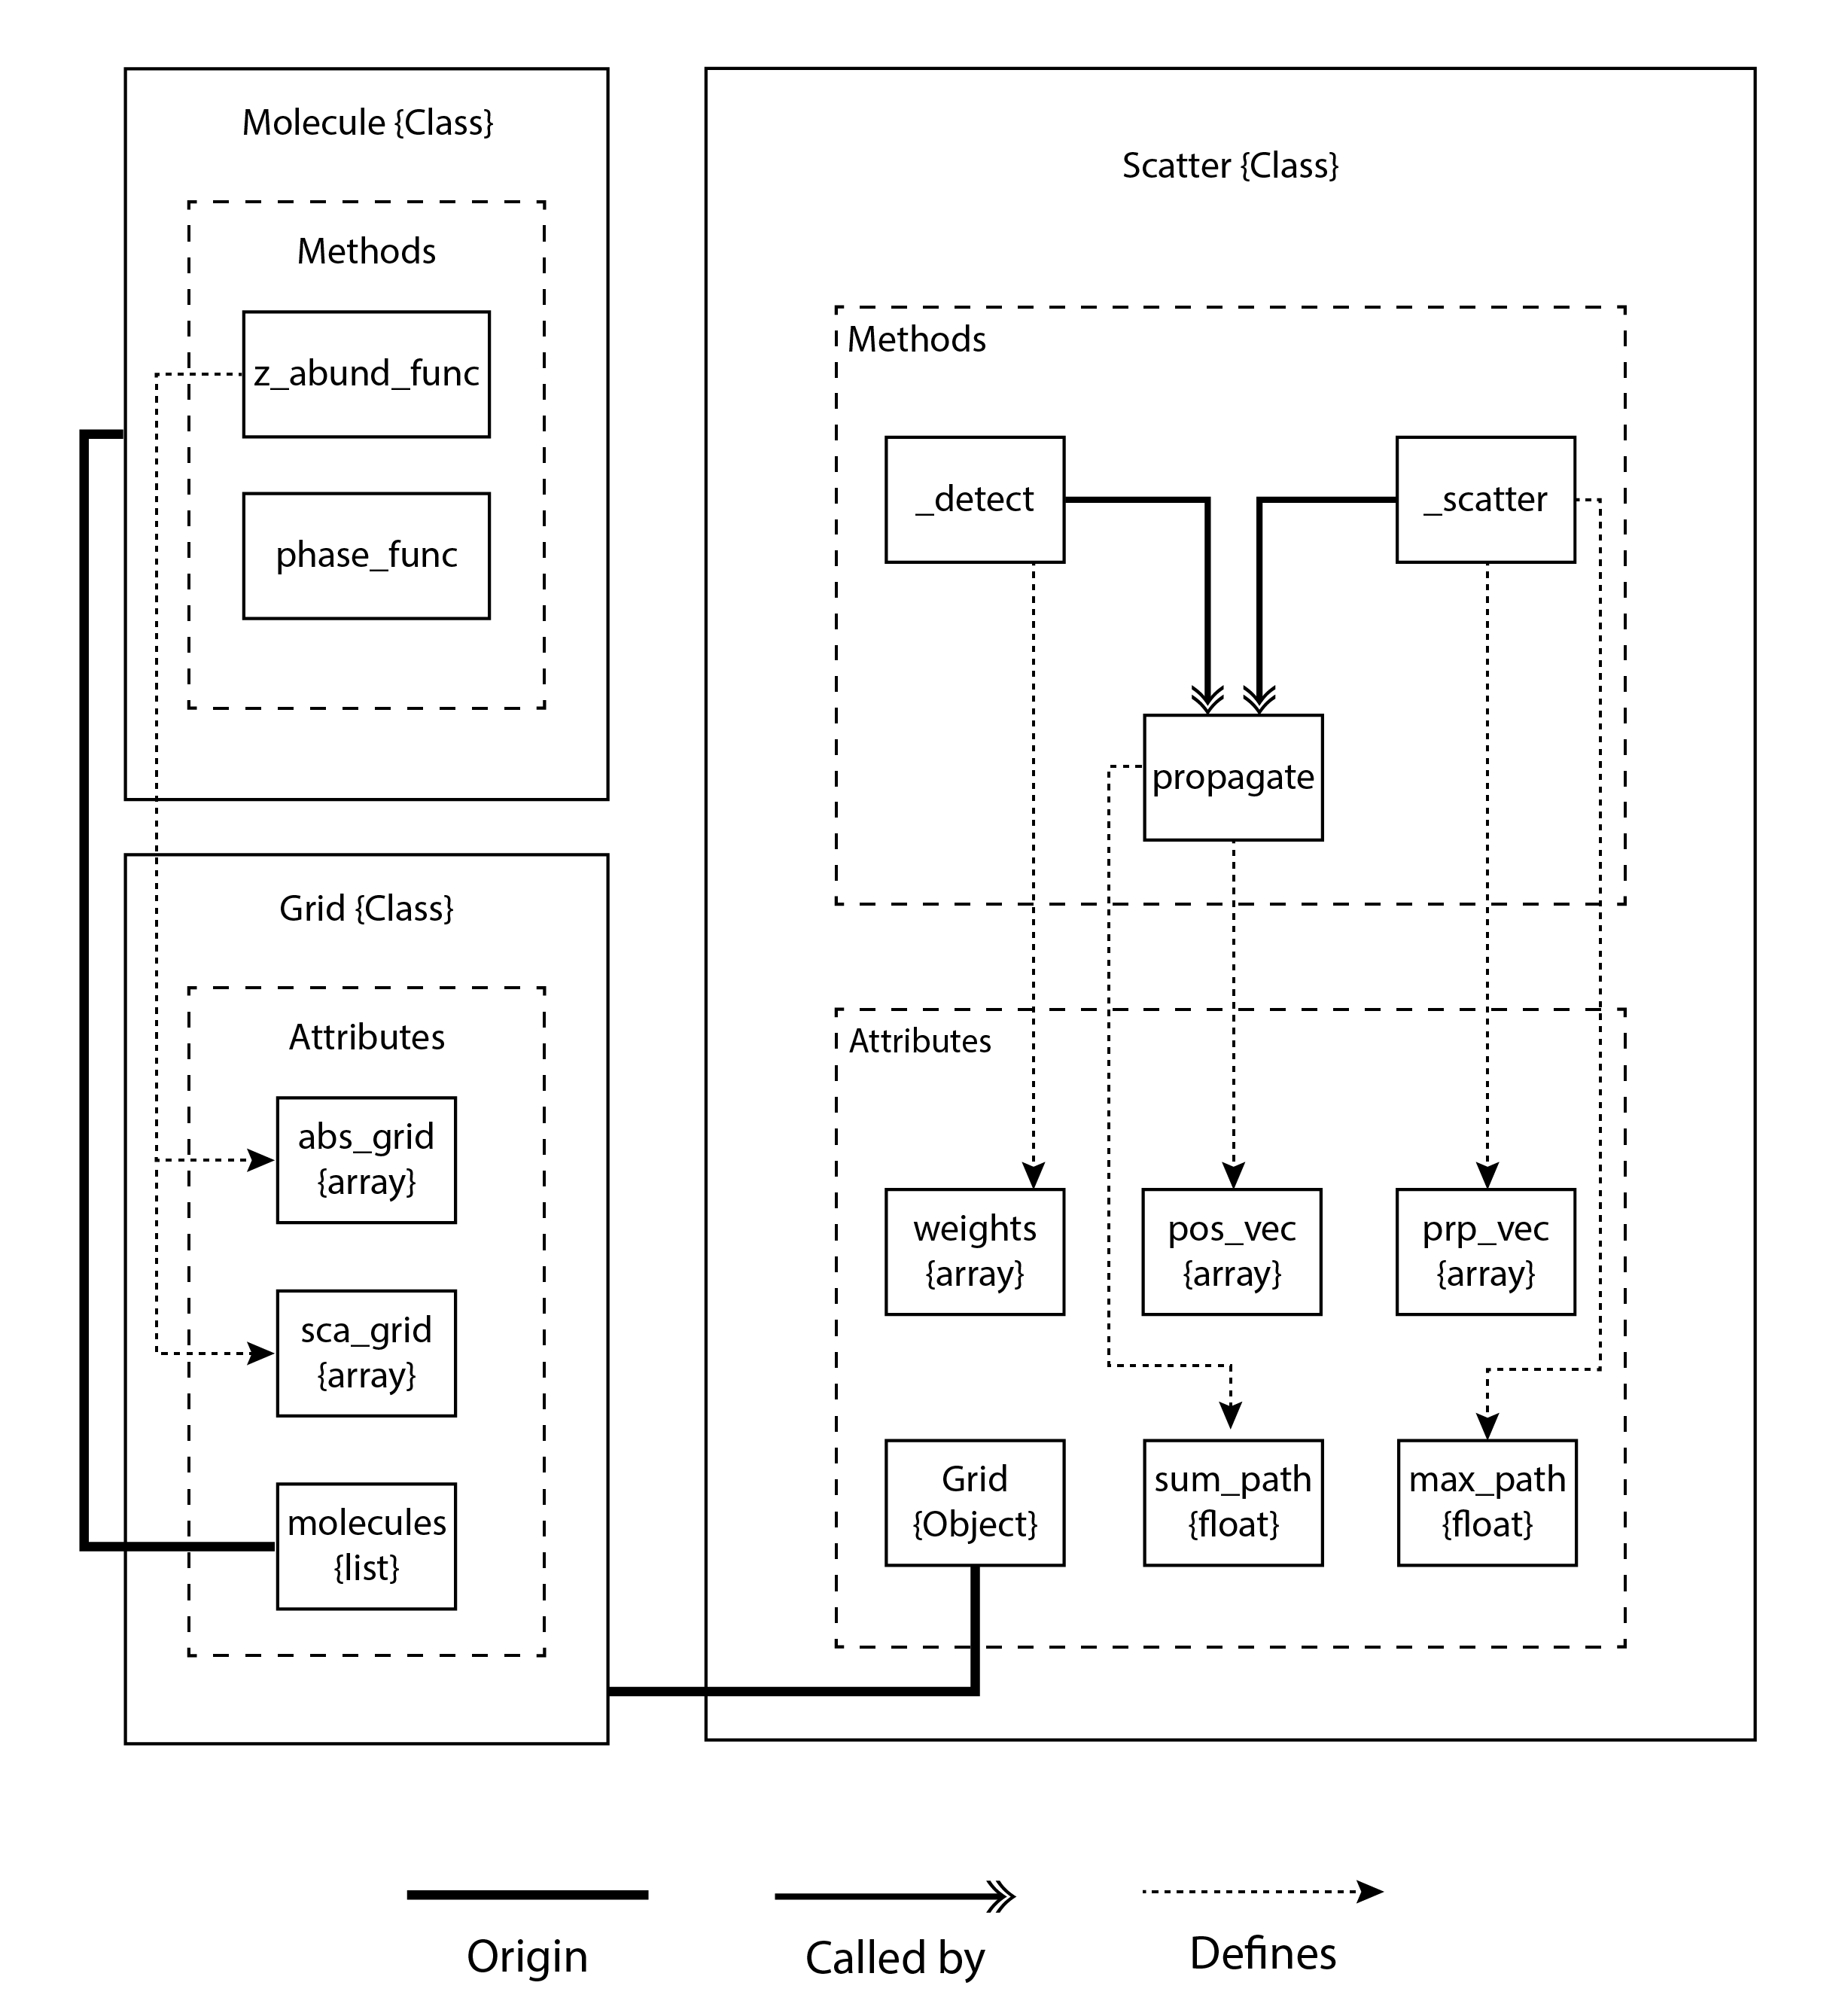 Molecule {Class}
Methods
z_abund_func
phase_func
Grid {Class}
Attributes
abs_grid
{array}
sca_grid
{array}
molecules
{list}
Scatter {Class}
Methods
_detect
_scatter
propagate
Attributes
weights
{array}
pos_vec
{array}
prp_vec
{array}
Grid
{Object}
sum_path
{float}
max_path
{float}
Origin
Called by
Defines